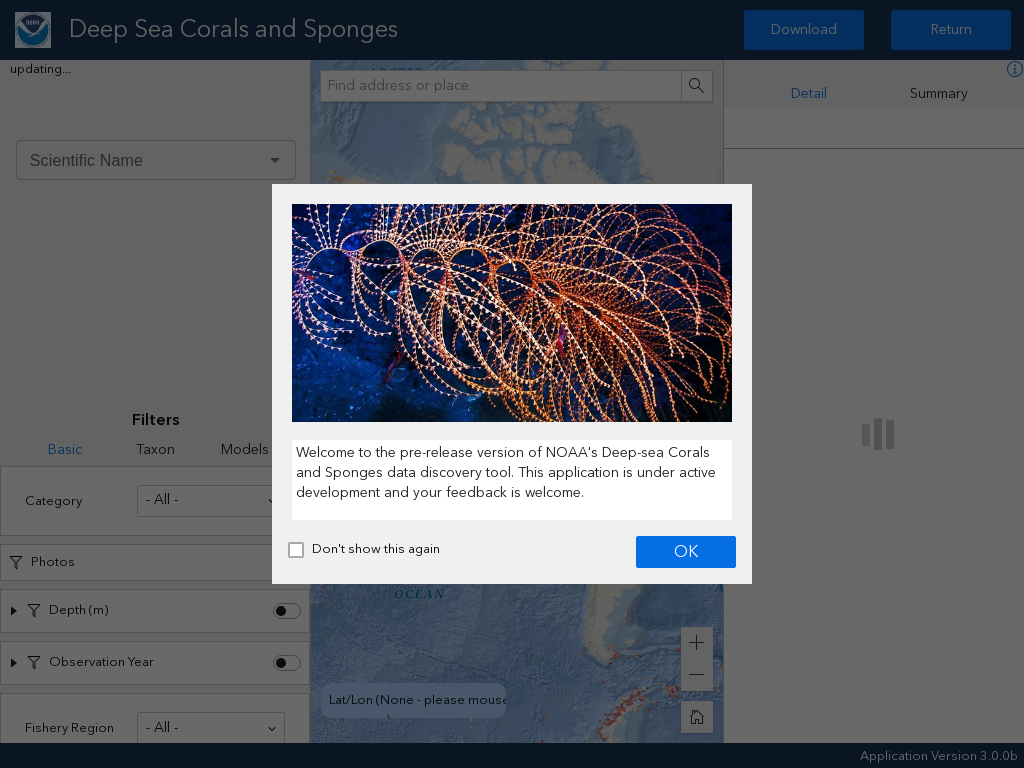 NOAA
Deep Sea Corals and Sponges
Download
Return
updating...
ARCTIC
Find address or place
Detail
Summary
Scientific Name
Welcome to the pre-release version of NOAA's Deep-sea Corals
and Sponges data discovery tool. This application is under active
development and your feedback is welcome.
Don't show this again
OK
Filters
Basic
Taxon
Models
Category
- All -
Photos
Depth (m)
Observation Year
Fishery Region
- All -
OCEAN
A
Lat/Lon (None - please mouse
Application Version 3.0.0b